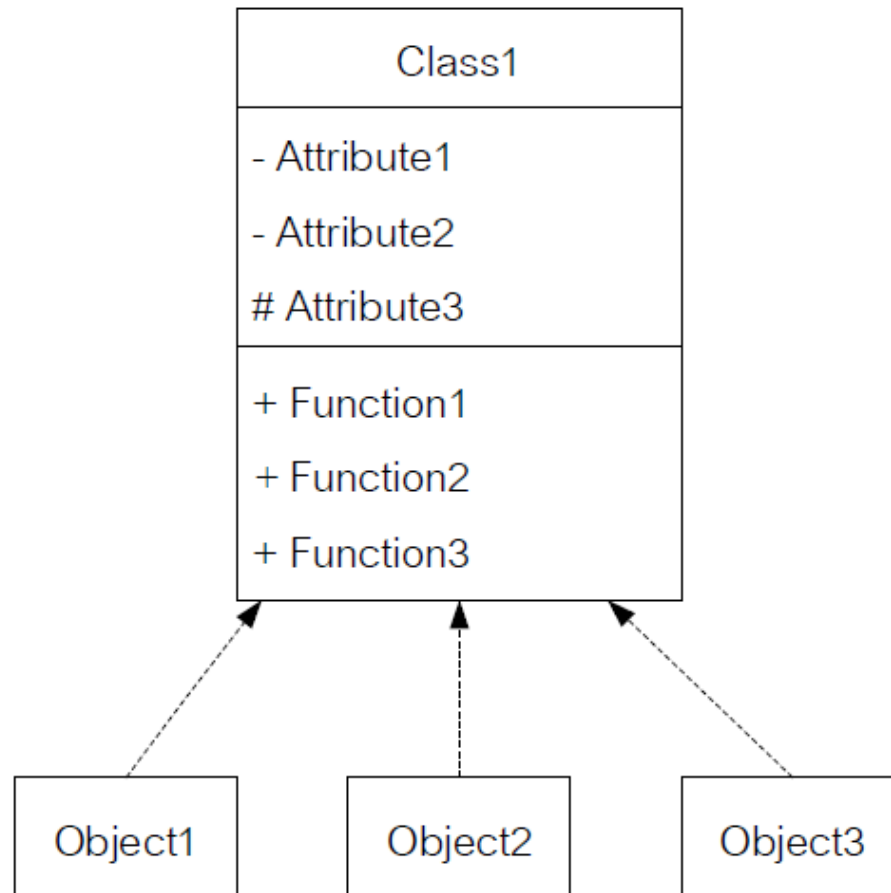 Class1
- Attribute1
- Attribute2
# Attribute3
+ Function1
+ Function2
+ Function3
Object1
Object2
Object3